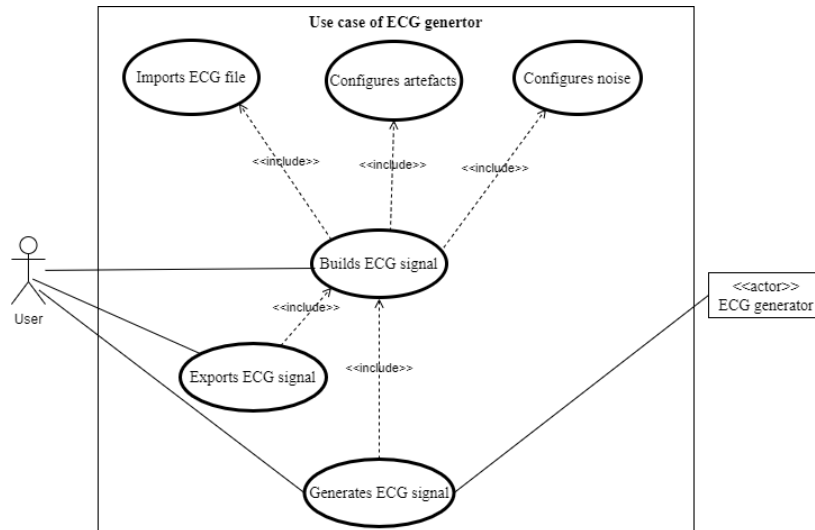 Use case of ECG genertor
Imports ECG file
Configures artefacts
Configures noise
<<include>>
<<include>>
<<include>>
Builds ECG signal
User
<<include>>
<<actor>>
ECG generator
Exports ECG signal
<<include>>
Generates ECG signal